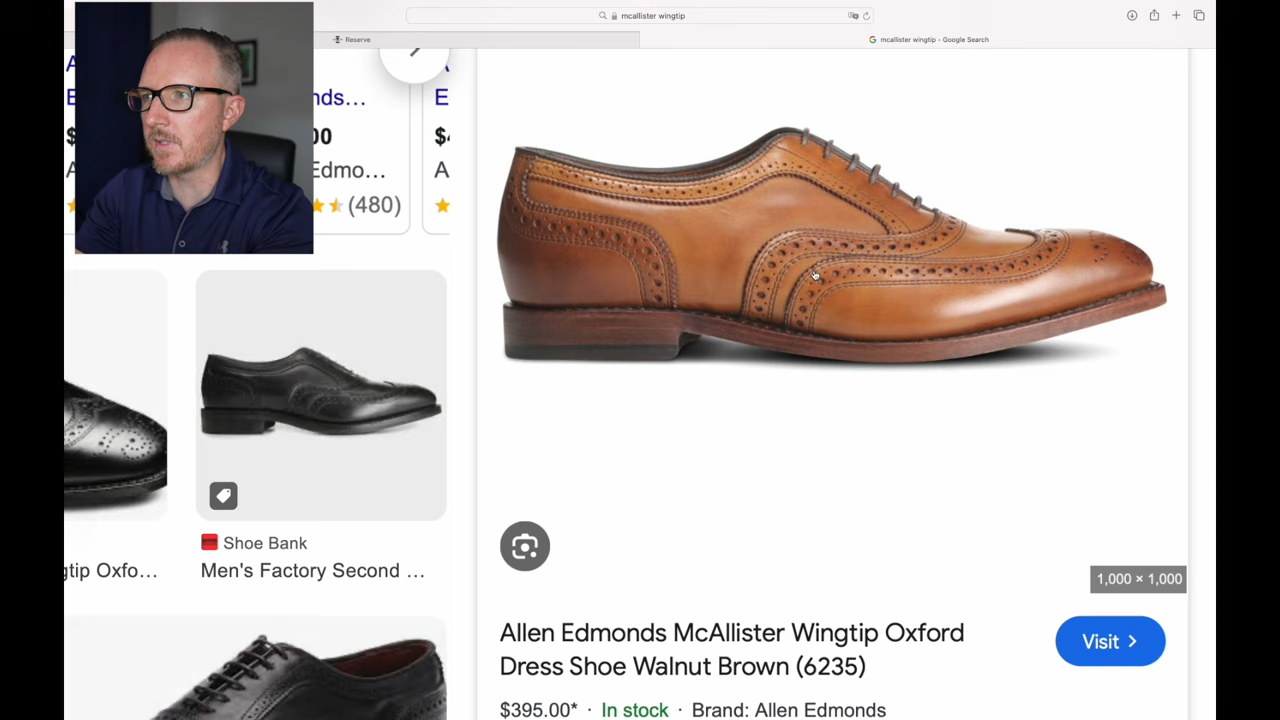 mcallister wingtip
Reserve
mcallister wingtip - Google Search
A
E
nds…
E
$
00
$4
A
Edmo…
A
(480)
Shoe Bank
gtip Oxfo…
Men's Factory Second …
1,000 × 1,000
Allen Edmonds McAllister Wingtip Oxford
Dress Shoe Walnut Brown (6235)
Visit
$395.00* · In stock · Brand: Allen Edmonds